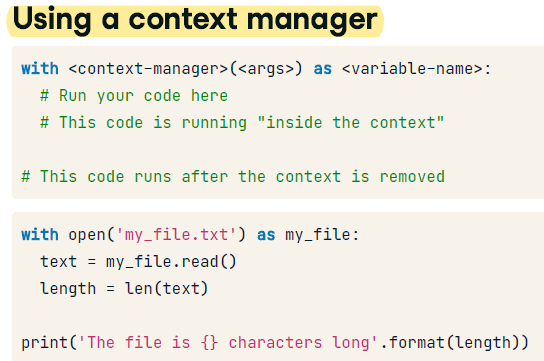 Using a context manager
with <context-manager>(<args>) as <variable-name>:
  # Run your code here
  # This code is running "inside the context"
# This code runs after the context is removed
with open('my_file.txt') as my_file:
  text = my_file.read()
  length = len(text)
print('The file is {} characters long'.format(length))